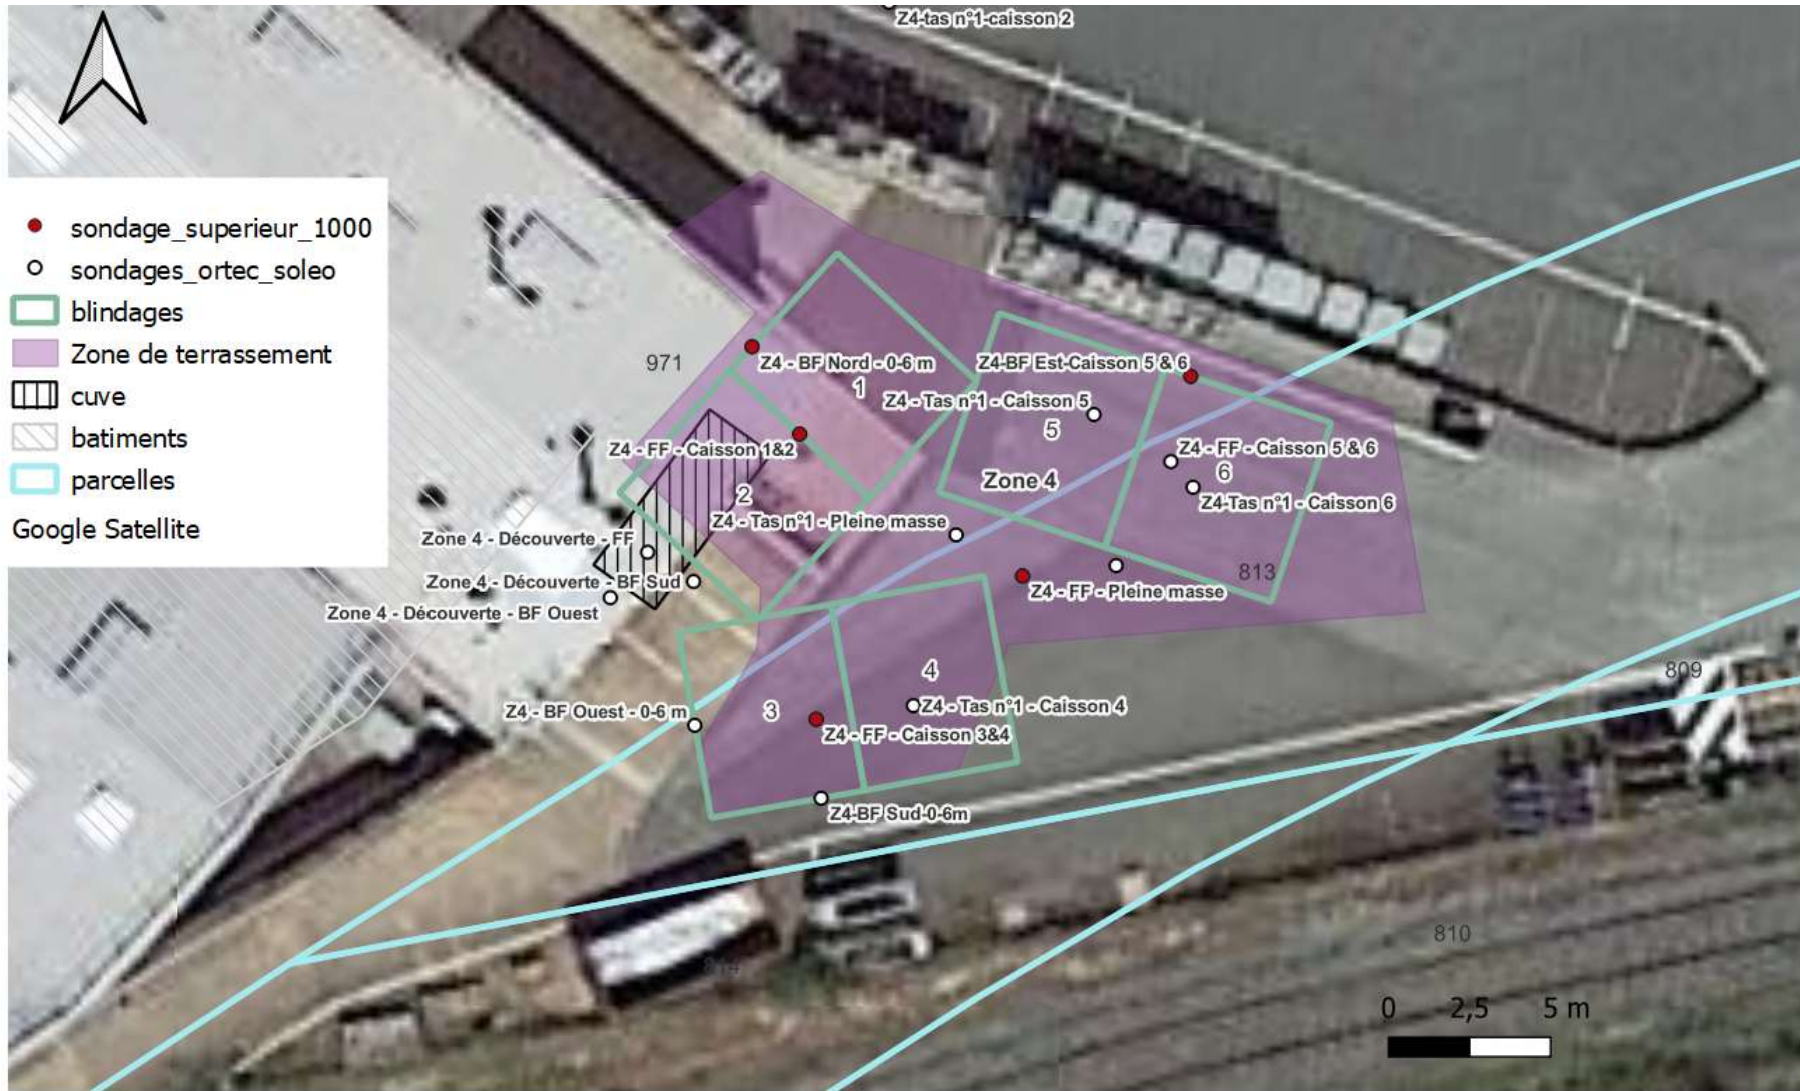 Z4-tas n°1-caisson 2
sondage_superieur_1000
sondages_ortec_soleo
blindages
Zone de terrassement
cuve
batiments
parcelles
Google Satellite
971
Z4 - BF Nord - 0-6 m
1
Z4-BF Est-Caisson 5 & 6
Z4 - Tas n°1 - Caisson 5
5
Z4 - FF - Caisson 1&2
Z4 - FF - Caisson 5 & 6
6
Zone 4
2
Z4-Tas n°1 - Caisson 6
Z4 - Tas n°1 - Pleine masse
Zone 4 - Découverte - FF
813
Zone 4 - Découverte - BF Sud
Z4 - FF - Pleine masse
Zone 4 - Découverte - BF Ouest
4
809
Z4 - BF Ouest - 0-6 m
3
Z4 - Tas n°1 - Caisson 4
Z4 - FF - Caisson 3&4
Z4-BF Sud-0-6m
810
814
0 2,5 5 m